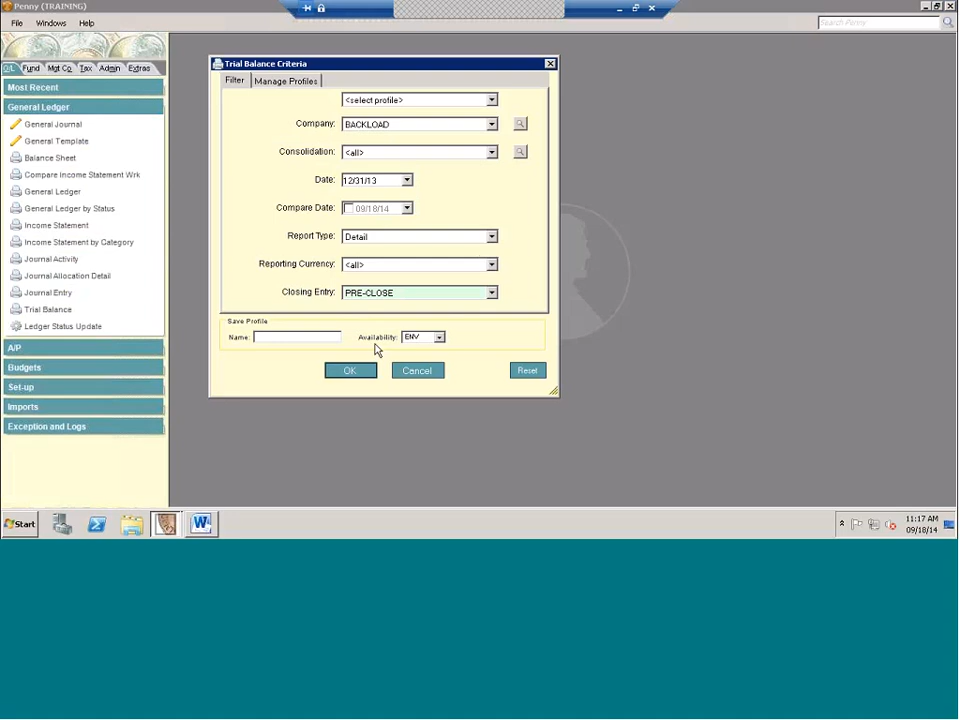 Penny (TRAINING)
File Windows Help
Search Penny
G/L Fund Mgt Co Tax Admin Extras
Most Recent
General Ledger
General Journal
General Template
Balance Sheet
Compare Income Statement Wrk
General Ledger
General Ledger by Status
Income Statement
Income Statement by Category
Journal Activity
Journal Allocation Detail
Journal Entry
Trial Balance
Ledger Status Update
A/P
Budgets
Set-up
Imports
Exception and Logs
Trial Balance Criteria
Filter Manage Profiles
<select profile>
Company: BACKLOAD
Consolidation: <all>
Date: 12/31/13
Compare Date: 09/18/14
Report Type: Detail
Reporting Currency: <all>
Closing Entry: PRE-CLOSE
Save Profile
Name: Availability: ENV
OK Cancel Reset
Start
11:17 AM
09/18/14